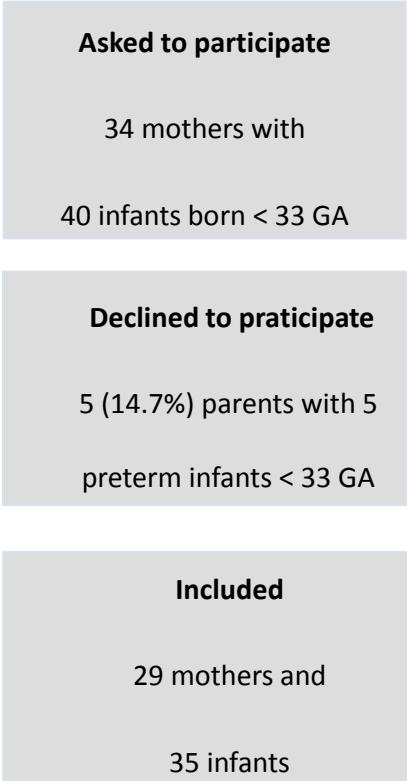 Asked to participate
34 mothers with
40 infants born < 33 GA
Declined to praticipate
5 (14.7%) parents with 5
preterm infants < 33 GA
Included
29 mothers and
35 infants